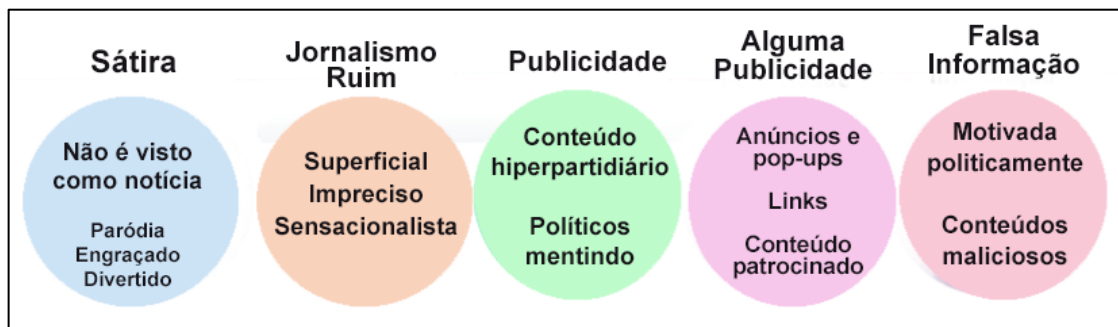 Sátira
Não é visto
como notícia
Paródia
Engraçado
Divertido
Jornalismo
Ruim
Superficial
Impreciso
Sensacionalista
Publicidade
Conteúdo
hiperpartidiário
Políticos
mentindo
Alguma
Publicidade
Anúncios e
pop-ups
Links
Conteúdo
patrocinado
Falsa
Informação
Motivada
politicamente
Conteúdos
maliciosos